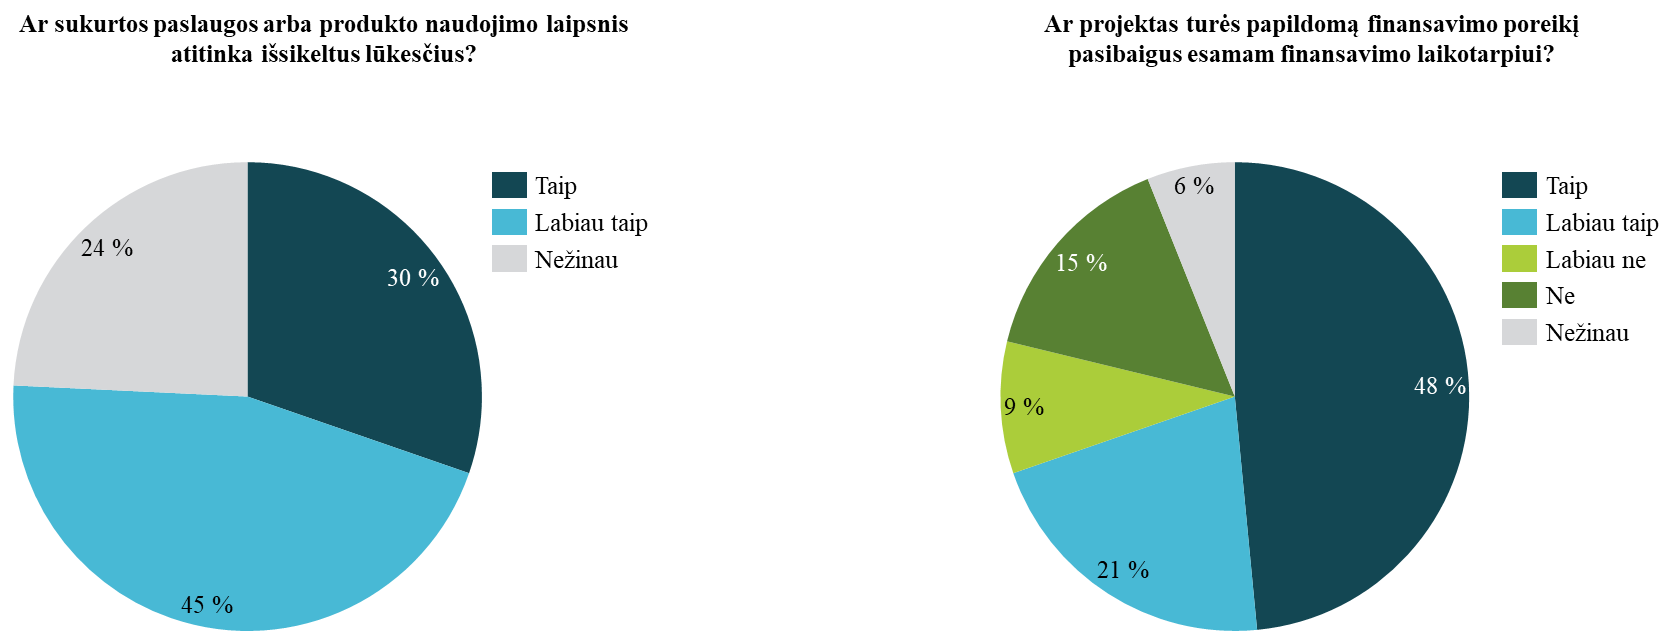 Ar sukurtos paslaugos arba produkto naudojimo laipsnis
atitinka išsikeltus lūkesčius?
24 %
30 %
45 %
Taip
Labiau taip
Nežinau
Ar projektas turės papildomą finansavimo poreikį
pasibaigus esamam finansavimo laikotarpiui?
6 %
15 %
48 %
9 %
21 %
Taip
Labiau taip
Labiau ne
Ne
Nežinau